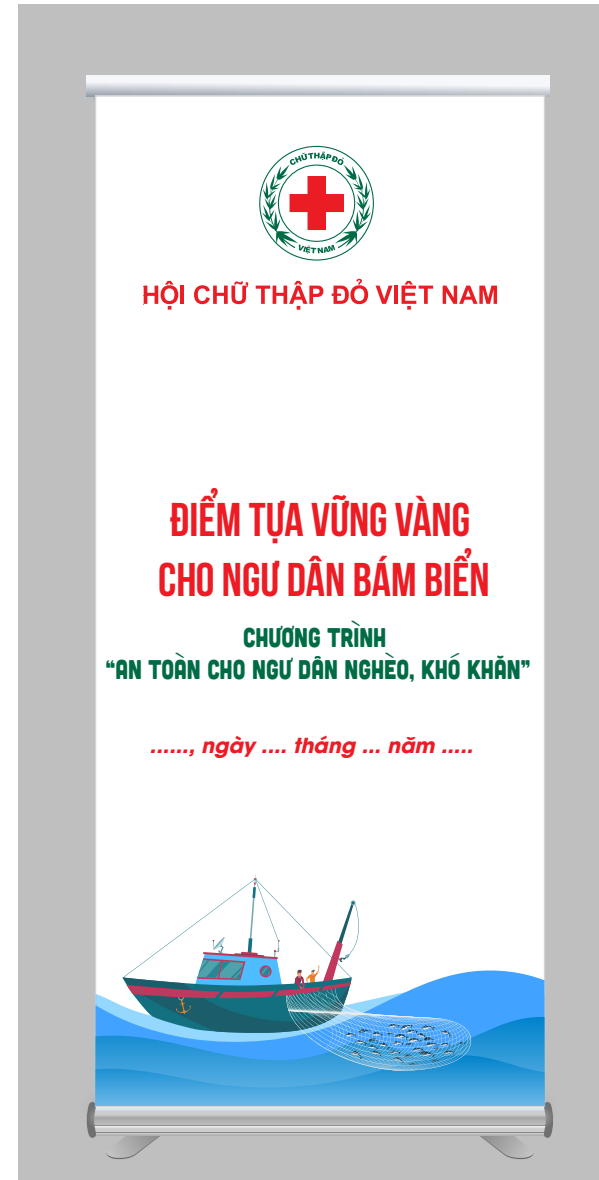 CHỮ THẬP ĐỎ
VIỆT NAM
HỘI CHỮ THẬP ĐỎ VIỆT NAM
ĐIỂM TỰA VỮNG VÀNG
CHO NGƯ DÂN BÁM BIỂN
CHƯƠNG TRÌNH
“AN TOÀN CHO NGƯ DÂN NGHÈO, KHÓ KHĂN”
......, ngày .... tháng ... năm .....